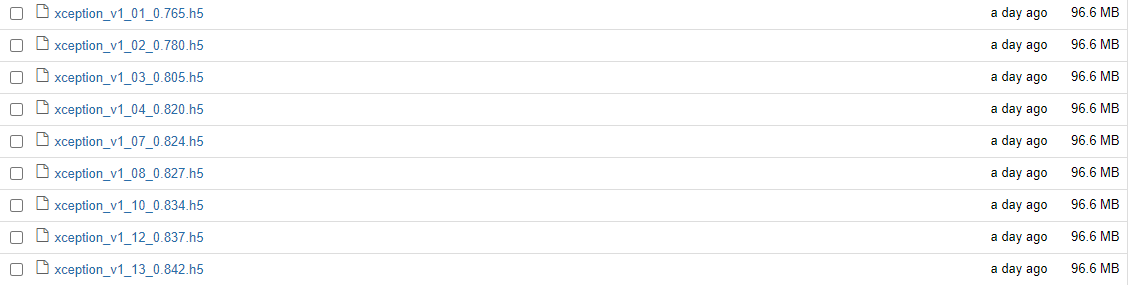 xception_v1_01_0.765.h5 a day ago 96.6 MB
xception_v1_02_0.780.h5 a day ago 96.6 MB
xception_v1_03_0.805.h5 a day ago 96.6 MB
xception_v1_04_0.820.h5 a day ago 96.6 MB
xception_v1_07_0.824.h5 a day ago 96.6 MB
xception_v1_08_0.827.h5 a day ago 96.6 MB
xception_v1_10_0.834.h5 a day ago 96.6 MB
xception_v1_12_0.837.h5 a day ago 96.6 MB
xception_v1_13_0.842.h5 a day ago 96.6 MB